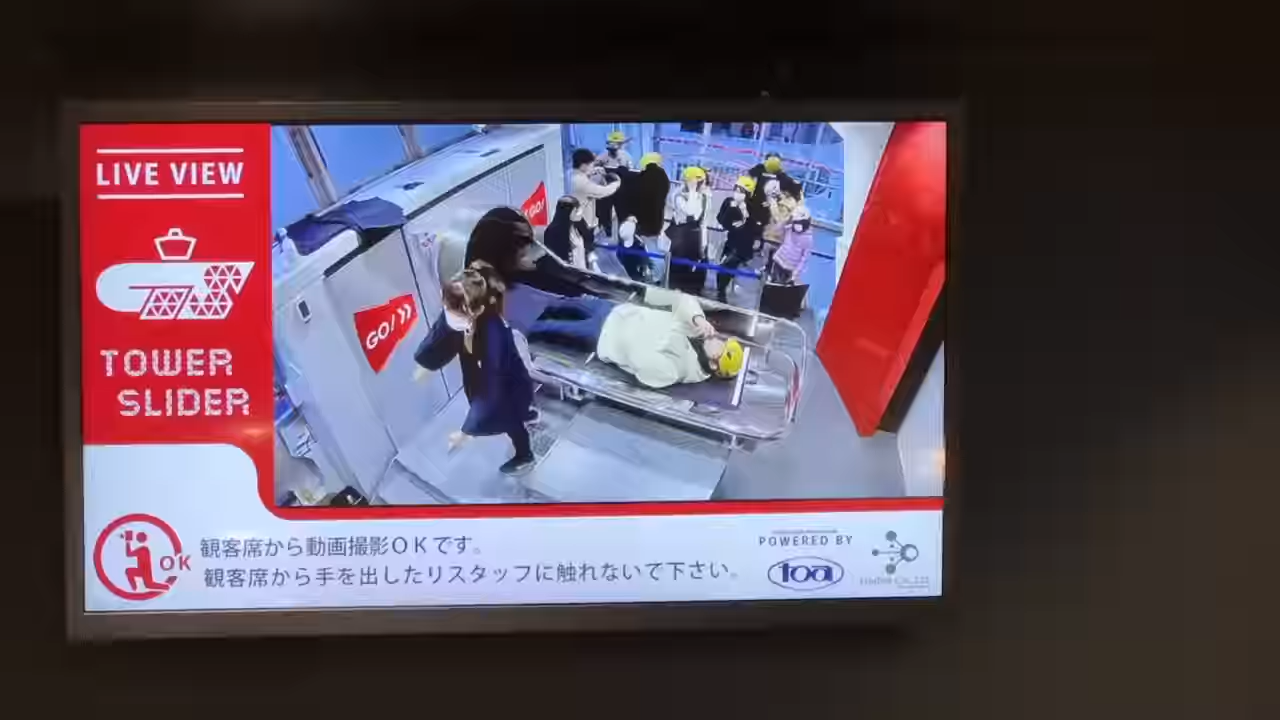 LIVE VIEW
TOWER
SLIDER
GO!
GO!
OK
観客席から動画撮影OKです。
観客席から手を出したりスタッフに触れないで下さい。
POWERED BY
toa